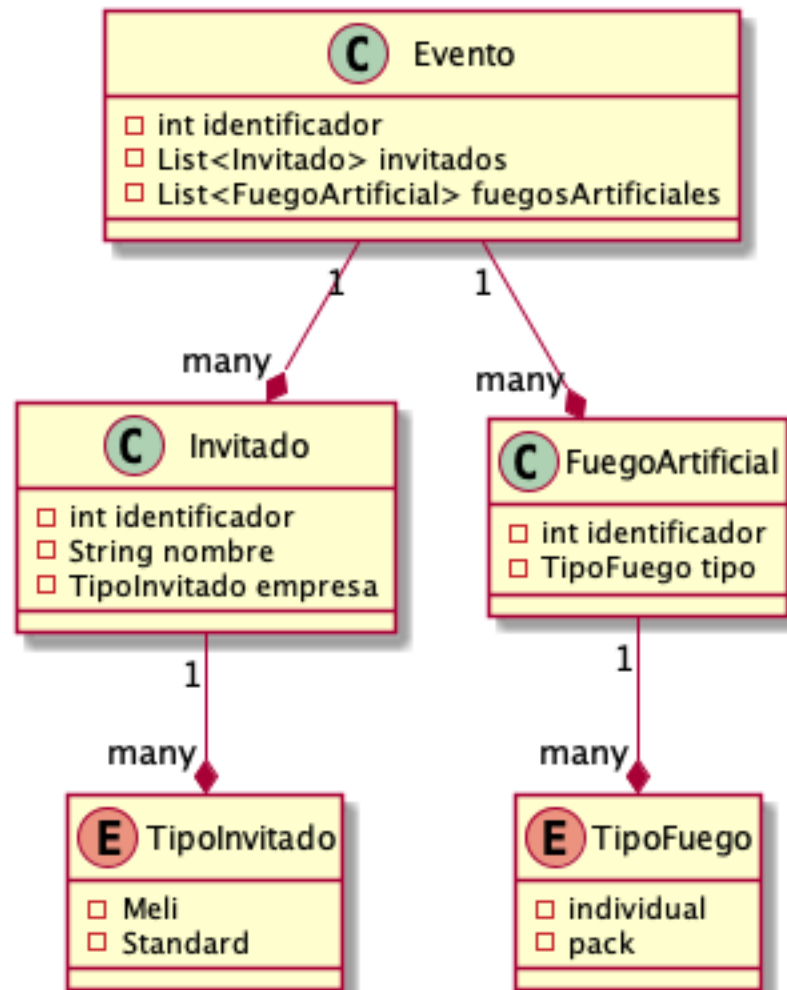 C Evento
int identificador
List<Invitado> invitados
List<FuegoArtificial> fuegosArtificiales
1
1
many
many
C Invitado
int identificador
String nombre
TipoInvitado empresa
C FuegoArtificial
int identificador
TipoFuego tipo
1
1
many
many
E TipoInvitado
Meli
Standard
E TipoFuego
individual
pack